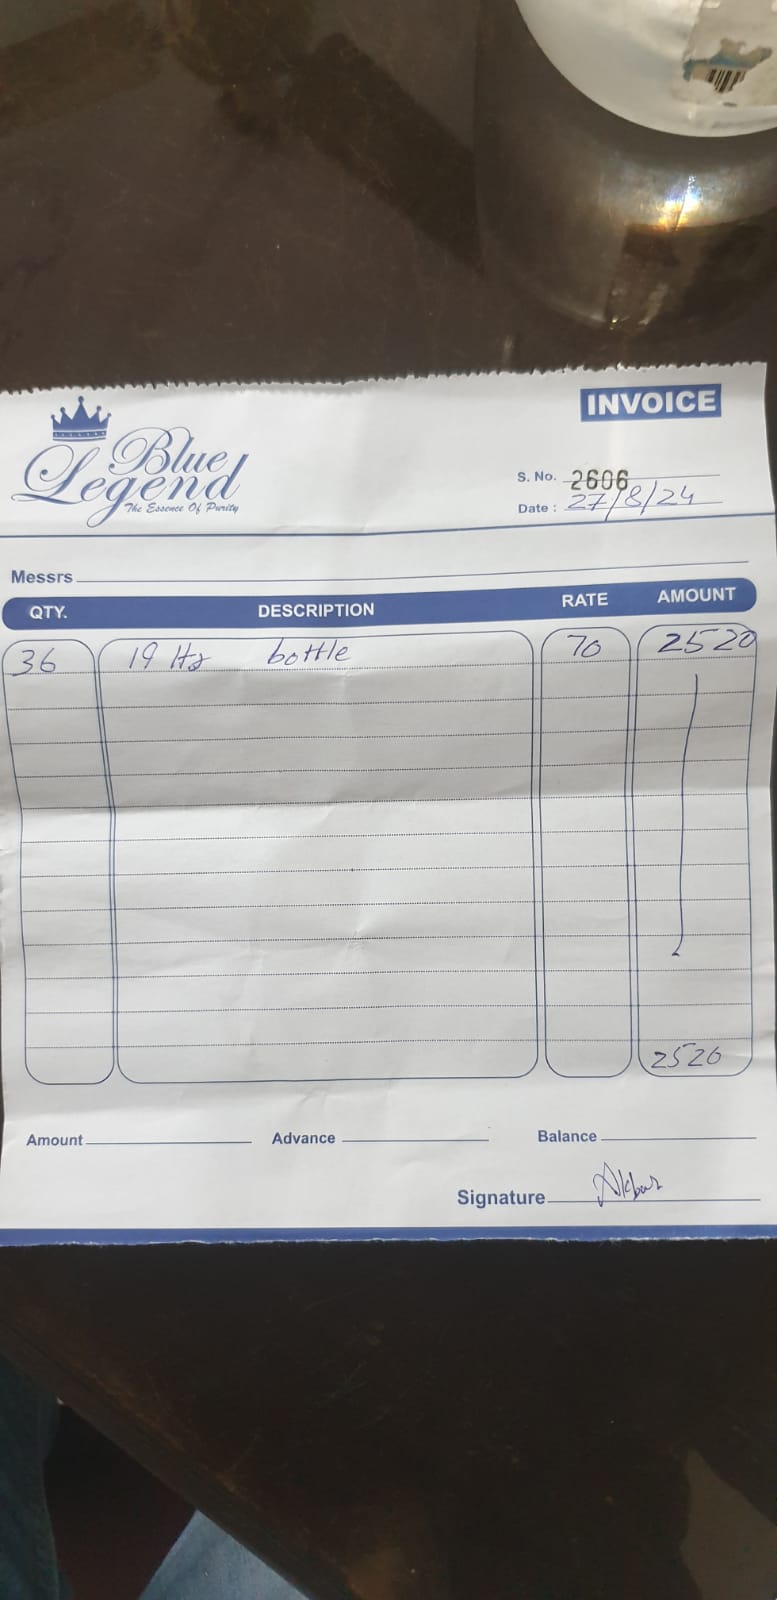 INVOICE
Blue
Legend
The Essence Of Purity
S. No. 2606
Date : 27/8/24
Messrs
QTY. DESCRIPTION RATE AMOUNT
36 19 bottle 70 2520
2520
Amount Advance Balance
Signature Akbar